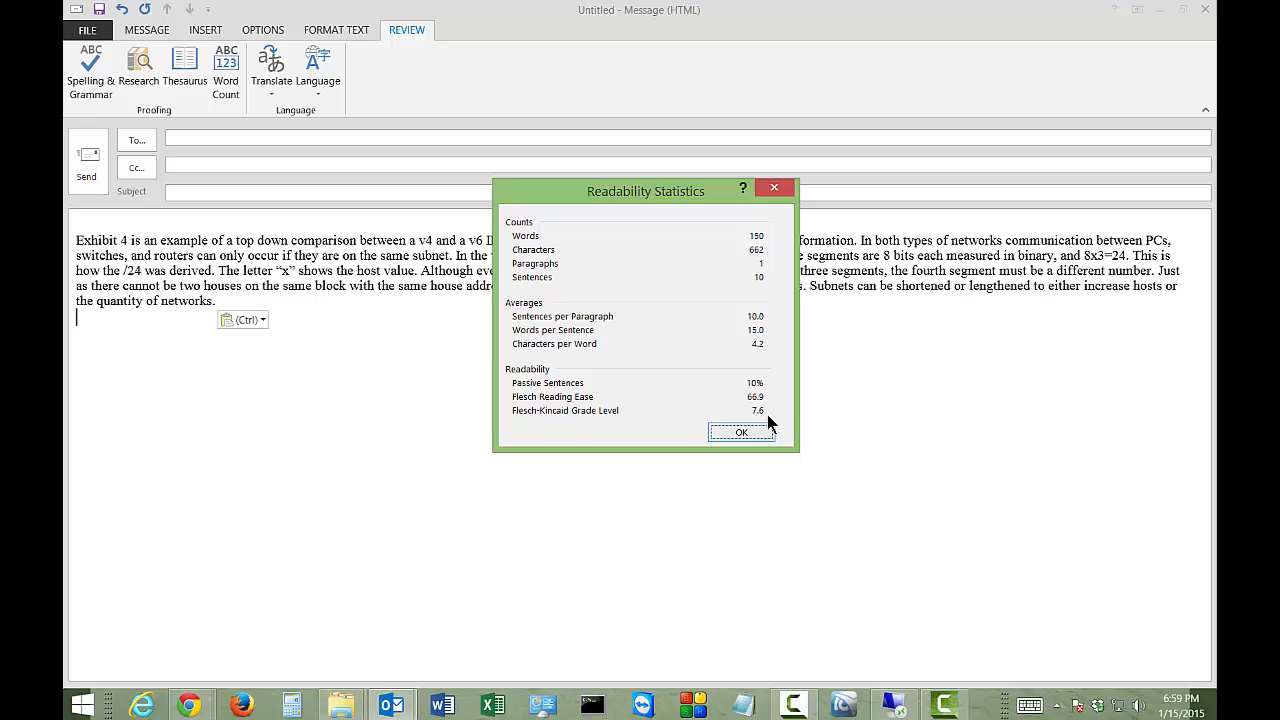 Untitled - Message (HTML)
FILE MESSAGE INSERT OPTIONS FORMAT TEXT REVIEW
ABC ABC 123
Spelling & Grammar Research Thesaurus Word Count Translate Language
Proofing Language
To...
Cc...
Send
Subject
Readability Statistics ?
Counts
Words 150
Characters 662
Paragraphs 1
Sentences 10
Averages
Sentences per Paragraph 10.0
Words per Sentence 15.0
Characters per Word 4.2
Readability
Passive Sentences 10%
Flesch Reading Ease 66.9
Flesch-Kincaid Grade Level 7.6
OK
Exhibit 4 is an example of a top down comparison between a v4 and a v6 formation. In both types of networks communication between PCs,
switches, and routers can only occur if they are on the same subnet. In the segments are 8 bits each measured in binary, and 8x3=24. This is
how the /24 was derived. The letter “x” shows the host value. Although three segments, the fourth segment must be a different number. Just
as there cannot be two houses on the same block with the same house Subnets can be shortened or lengthened to either increase hosts or
the quantity of networks.
(Ctrl)
6:59 PM
1/15/2015